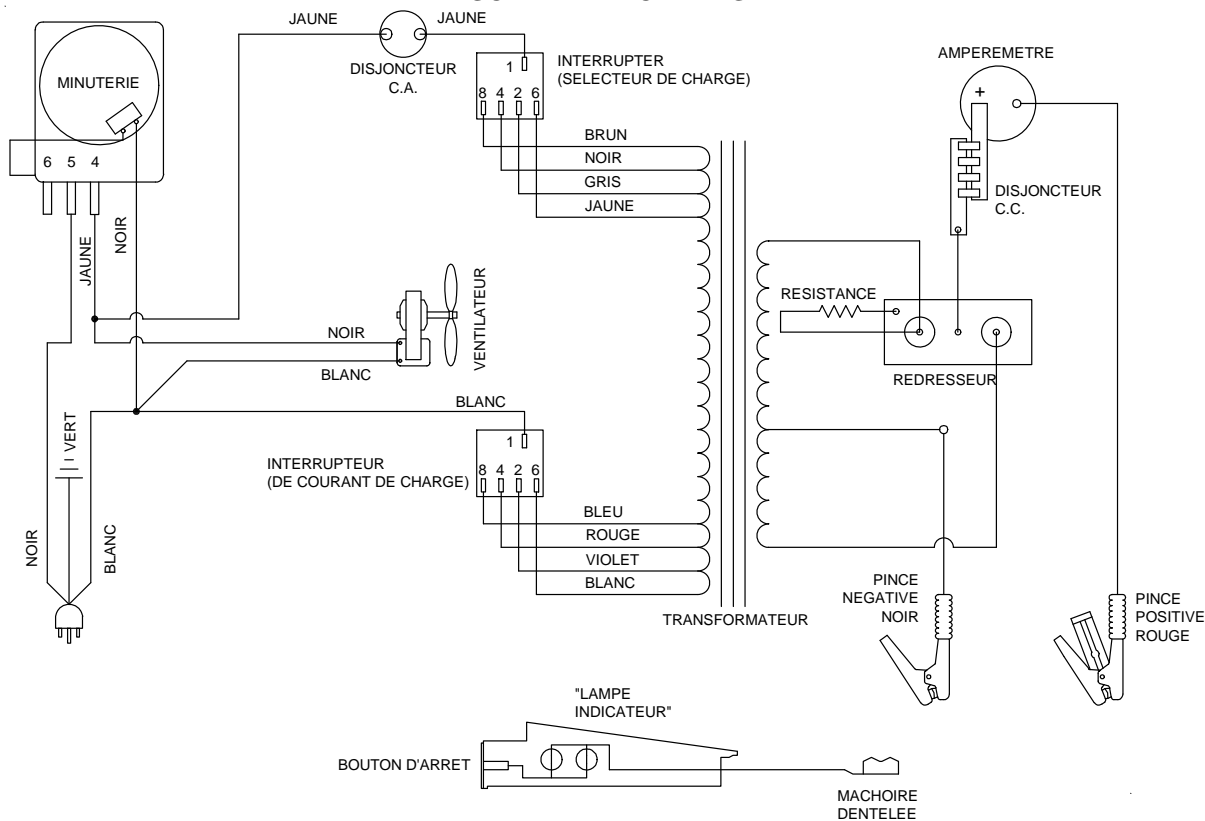 JAUNE
JAUNE
MINUTERIE
DISJONCTEUR
C.A.
INTERRUPTER
(SELECTEUR DE CHARGE)
1
8 4 2 6
AMPEREMETRE
+
BRUN
NOIR
GRIS
JAUNE
6 5 4
DISJONCTEUR
C.C.
JAUNE
NOIR
NOIR
BLANC
VENTILATEUR
RESISTANCE
REDRESSEUR
BLANC
VERT
NOIR
BLANC
INTERRUPTEUR
(DE COURANT DE CHARGE)
1
8 4 2 6
BLEU
ROUGE
VIOLET
BLANC
TRANSFORMATEUR
PINCE
NEGATIVE
NOIR
PINCE
POSITIVE
ROUGE
"LAMPE
INDICATEUR"
BOUTON D'ARRET
MACHOIRE
DENTELEE